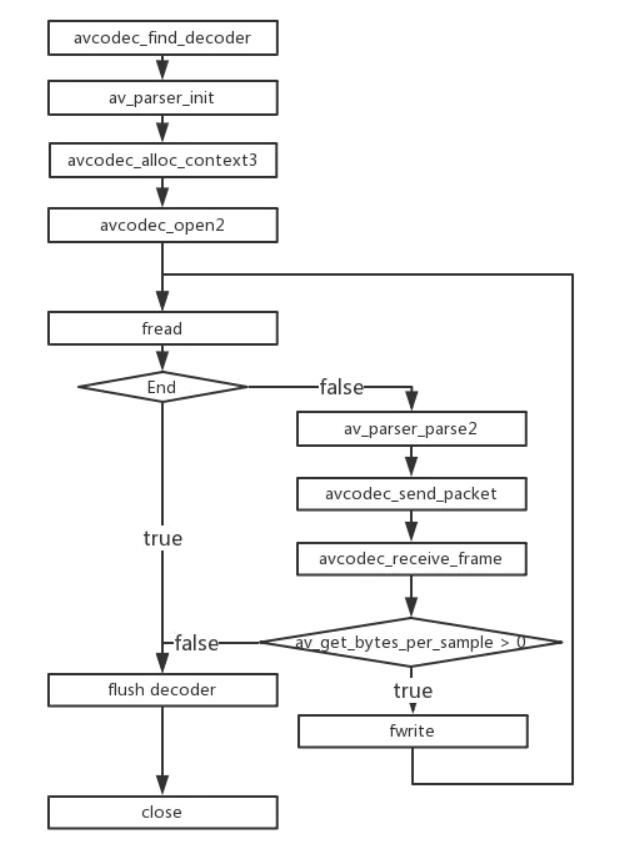 avcodec_find_decoder
av_parser_init
avcodec_alloc_context3
avcodec_open2
fread
End
false
av_parser_parse2
avcodec_send_packet
true
avcodec_receive_frame
false
av_get_bytes_per_sample > 0
flush decoder
true
fwrite
close